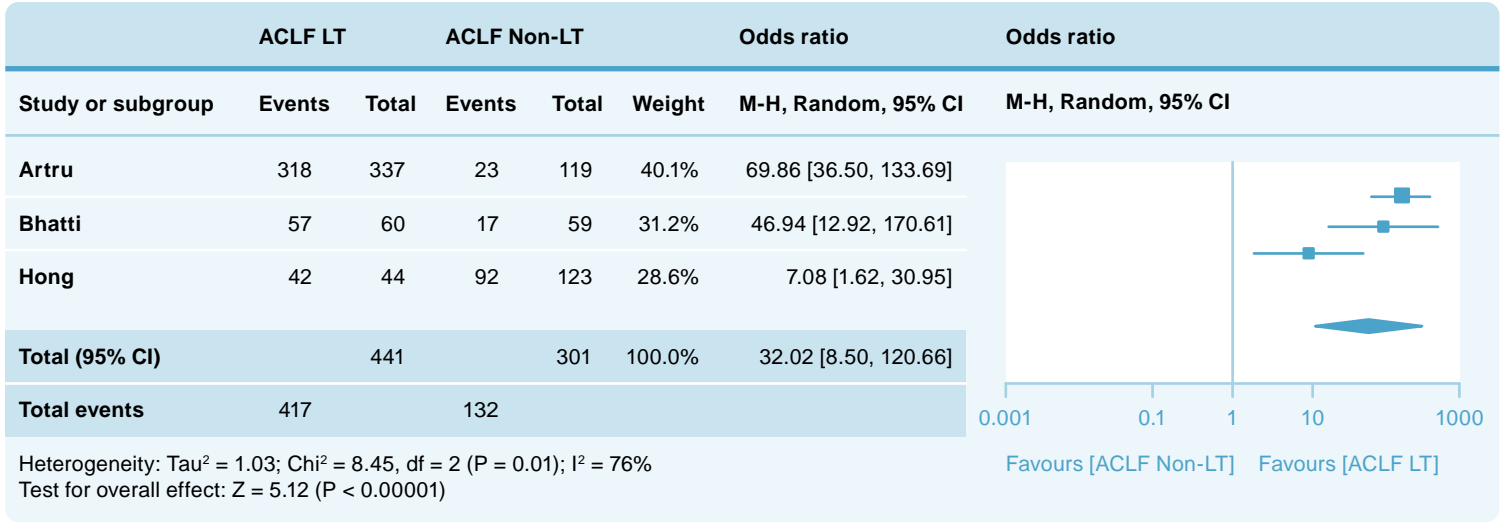 ACLF LT ACLF Non-LT Odds ratio Odds ratio
Study or subgroup Events Total Events Total Weight M-H, Random, 95% CI M-H, Random, 95% CI
Artru 318 337 23 119 40.1% 69.86 [36.50, 133.69]
Bhatti 57 60 17 59 31.2% 46.94 [12.92, 170.61]
Hong 42 44 92 123 28.6% 7.08 [1.62, 30.95]
Total (95% CI) 441 301 100.0% 32.02 [8.50, 120.66]
Total events 417 132
0.001 0.1 1 10 1000
Favours [ACLF Non-LT] Favours [ACLF LT]
Heterogeneity: Tau² = 1.03; Chi² = 8.45, df = 2 (P = 0.01); I² = 76%
Test for overall effect: Z = 5.12 (P < 0.00001)